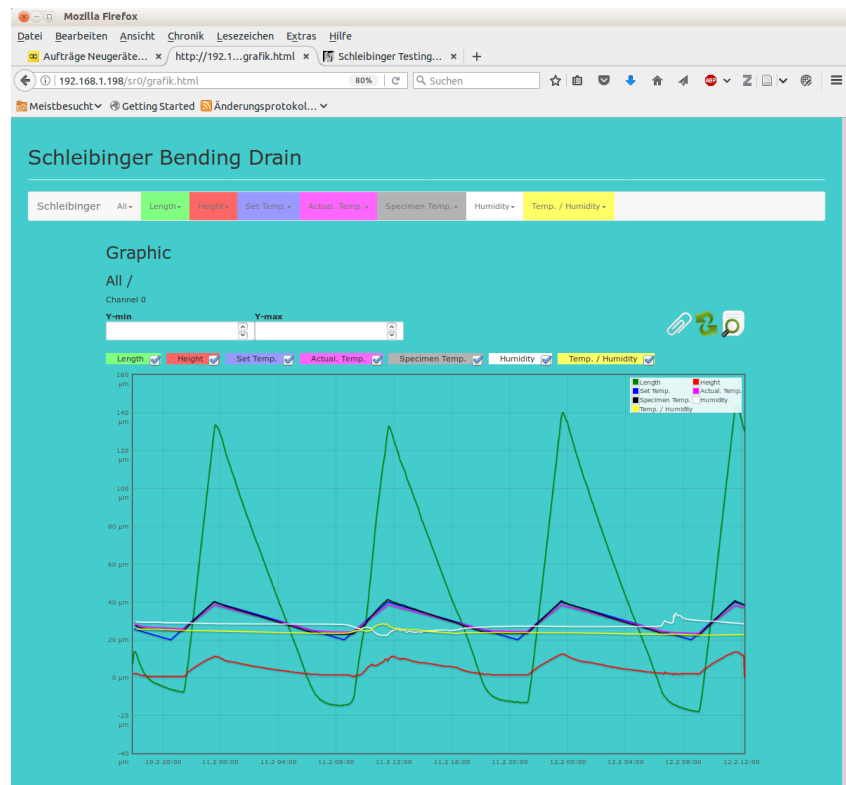 Mozilla Firefox
Datei Bearbeiten Ansicht Chronik Lesezeichen Extras Hilfe
Aufträge Neugeräte... × http://192.1...grafik.html × Schleibinger Testing... × +
192.168.1.198/sr0/grafik.html 80% Suchen ABP Z
Meistbesucht Getting Started Änderungsprotokol...
Schleibinger Bending Drain
Schleibinger All Length Height Set Temp. Actual. Temp. Specimen Temp. Humidity Temp. / Humidity
Graphic
All /
Channel 0
Y-min Y-max
Length Height Set Temp. Actual. Temp. Specimen Temp. Humidity Temp. / Humidity
160
µm
Length Height
Set Temp. Actual. Temp.
Specimen Temp. Humidity
Temp. / Humidity
140
µm
120
µm
100
µm
80 µm
60 µm
40 µm
20 µm
0 µm
-20
µm
-40
µm 10.2 20:00 11.2 00:00 11.2 04:00 11.2 08:00 11.2 12:00 11.2 16:00 11.2 20:00 12.2 00:00 12.2 04:00 12.2 08:00 12.2 12:00